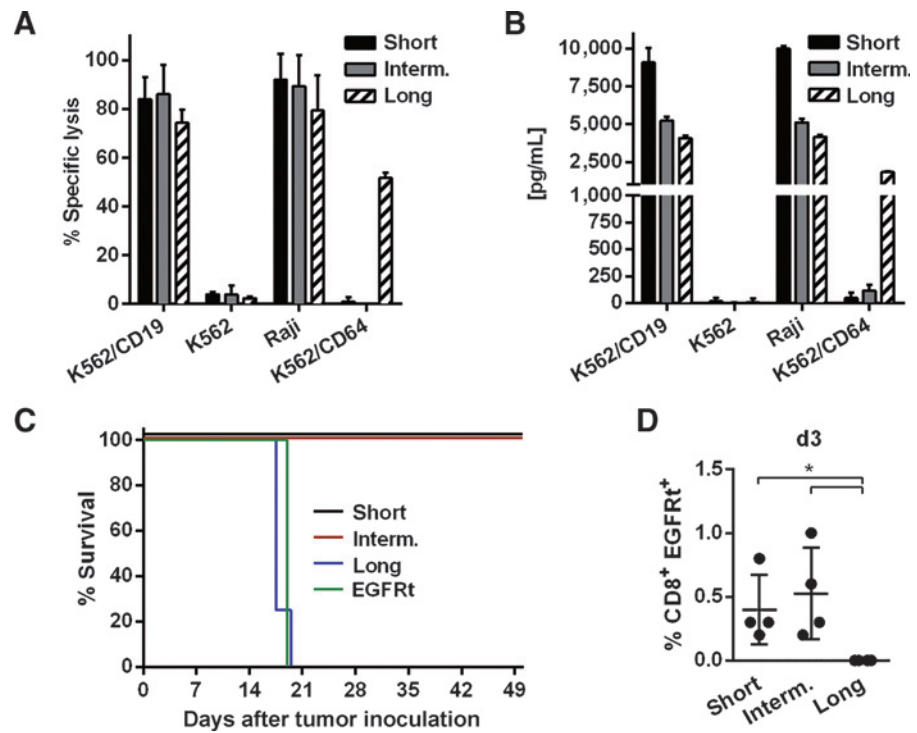 A
% Specific lysis
100
80
60
40
20
0
Short
Interm.
Long
K562/CD19
K562
Raji
K562/CD64
B
[pg/mL]
10,000
7,500
5,000
2,500
1,000
750
500
250
0
Short
Interm.
Long
K562/CD19
K562
Raji
K562/CD64
C
% Survival
100
80
60
40
20
0
Short
Interm.
Long
EGFRt
0 7 14 21 28 35 42 49
Days after tumor inoculation
D
d3
*
% CD8⁺ EGFRt⁺
1.5
1.0
0.5
0.0
Short
Interm.
Long